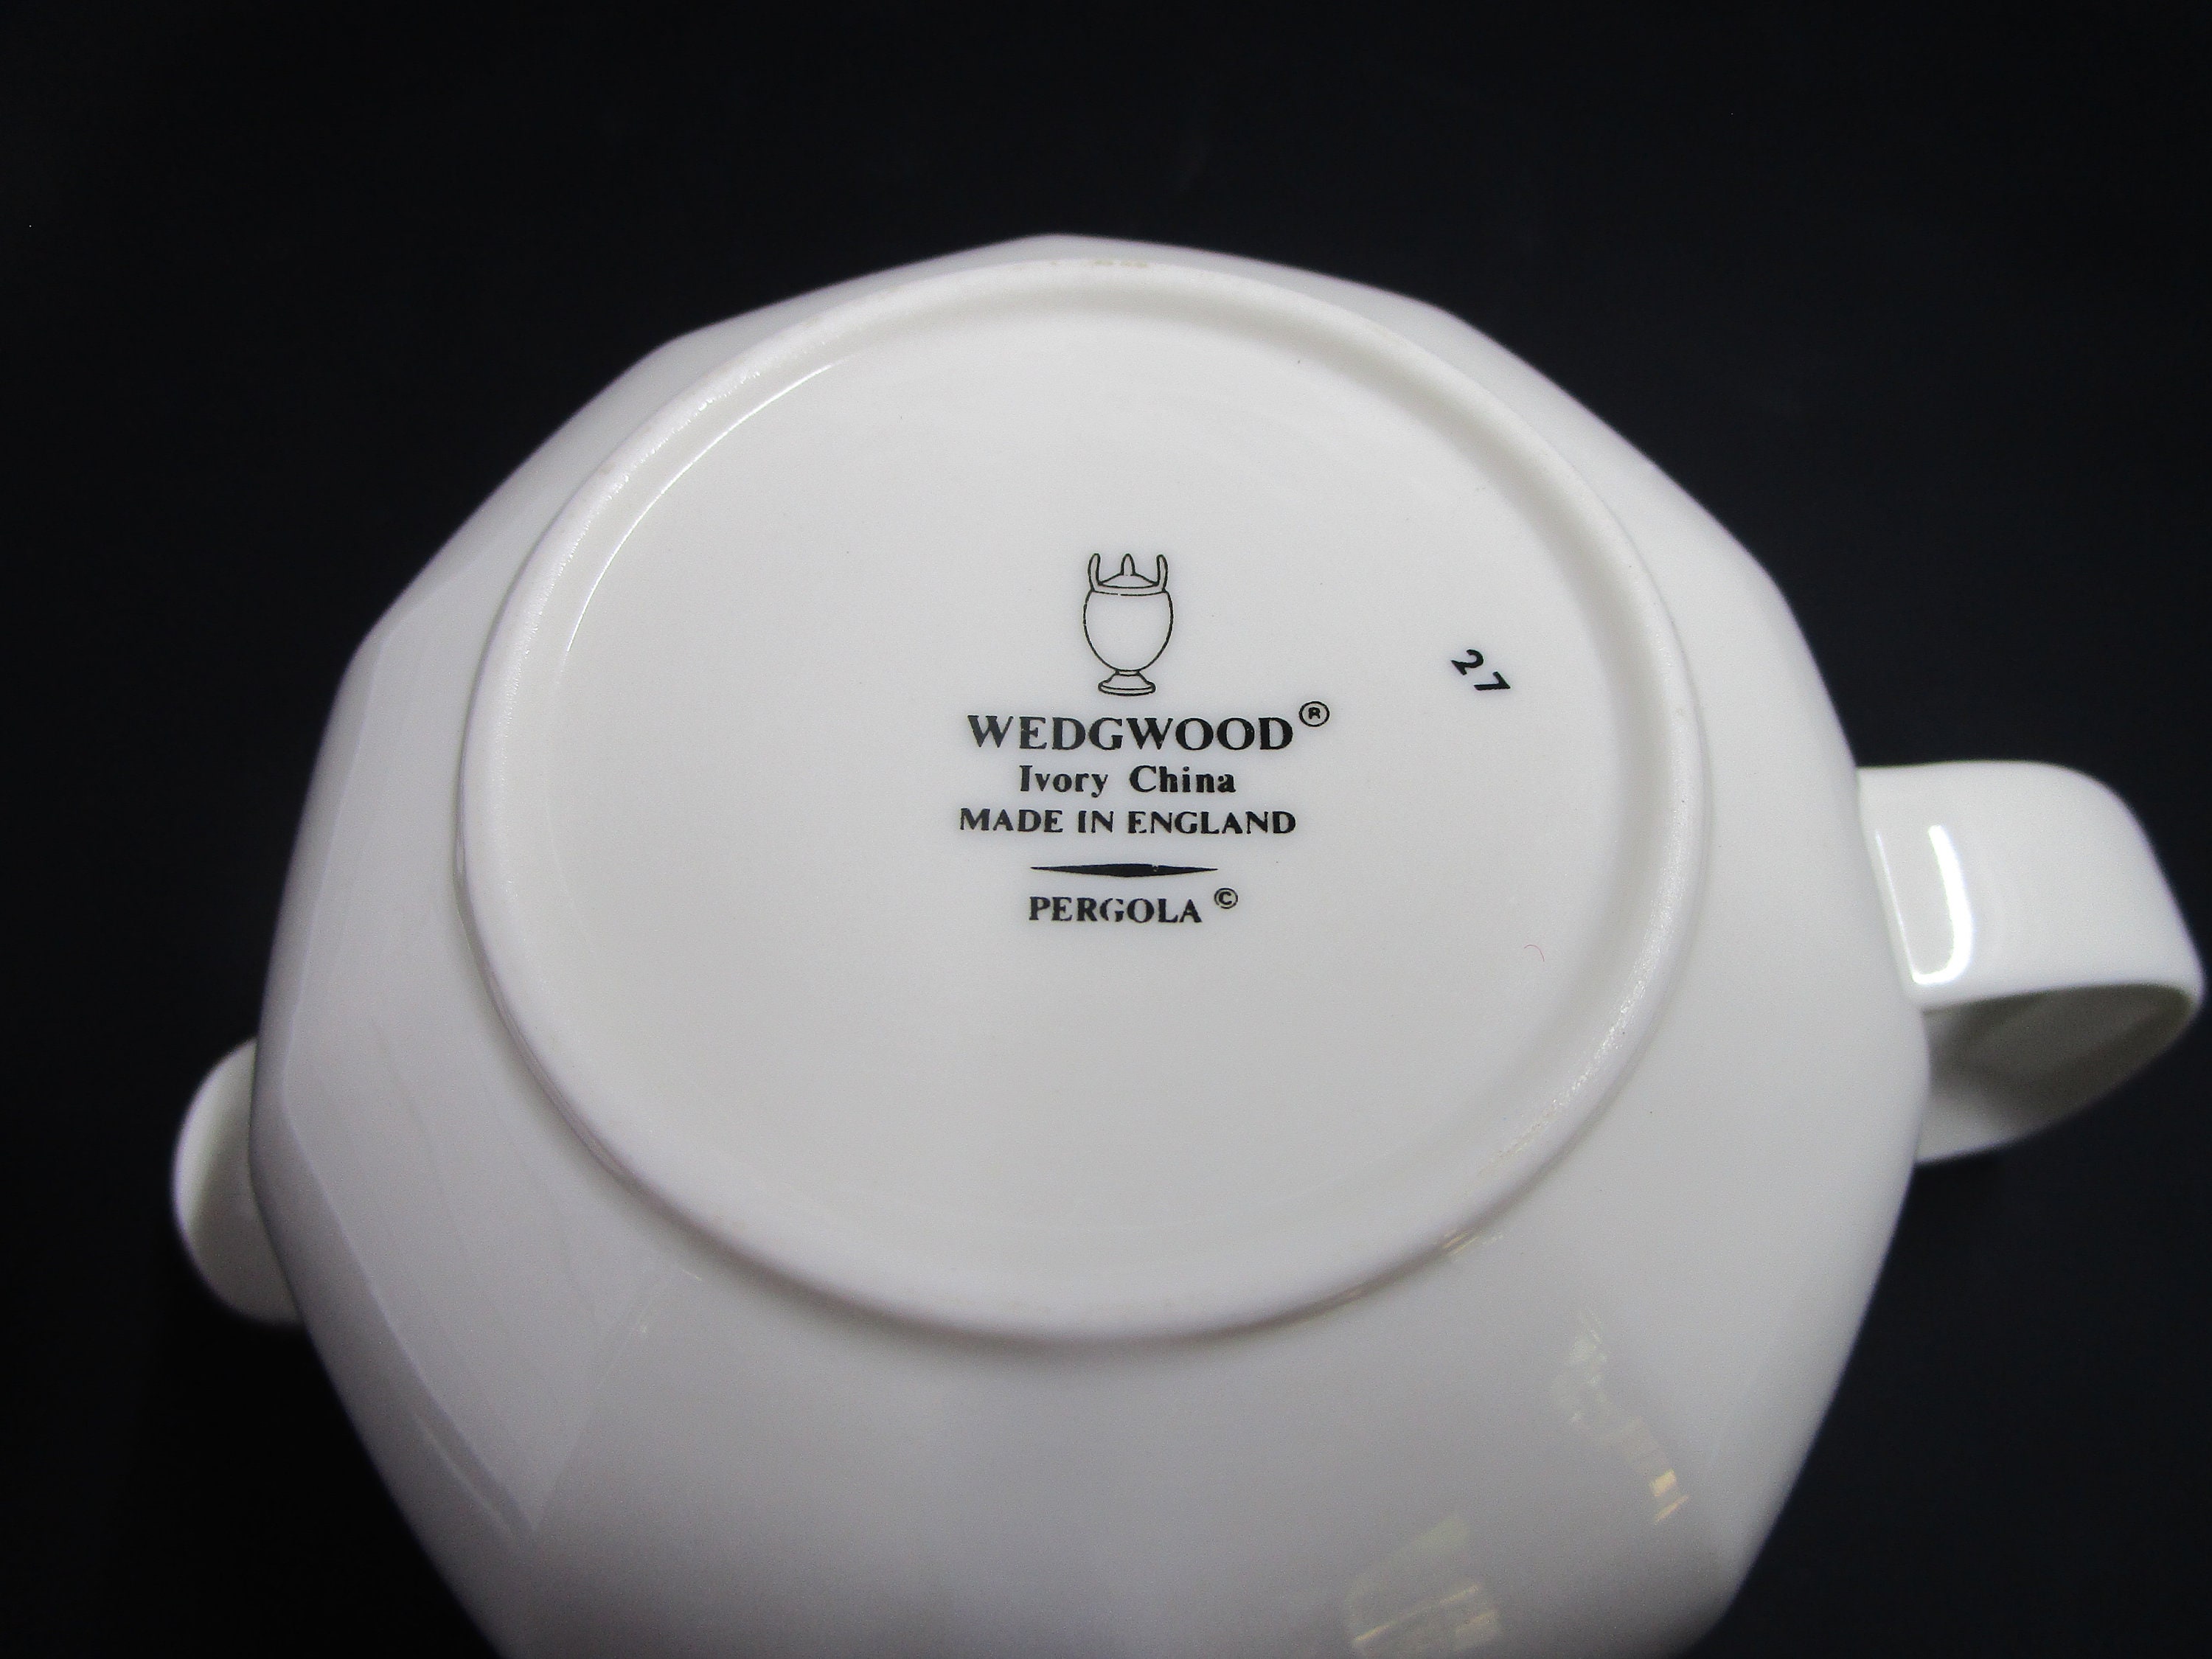 WEDGWOOD®
Ivory China
MADE IN ENGLAND
PERGOLA ©
27